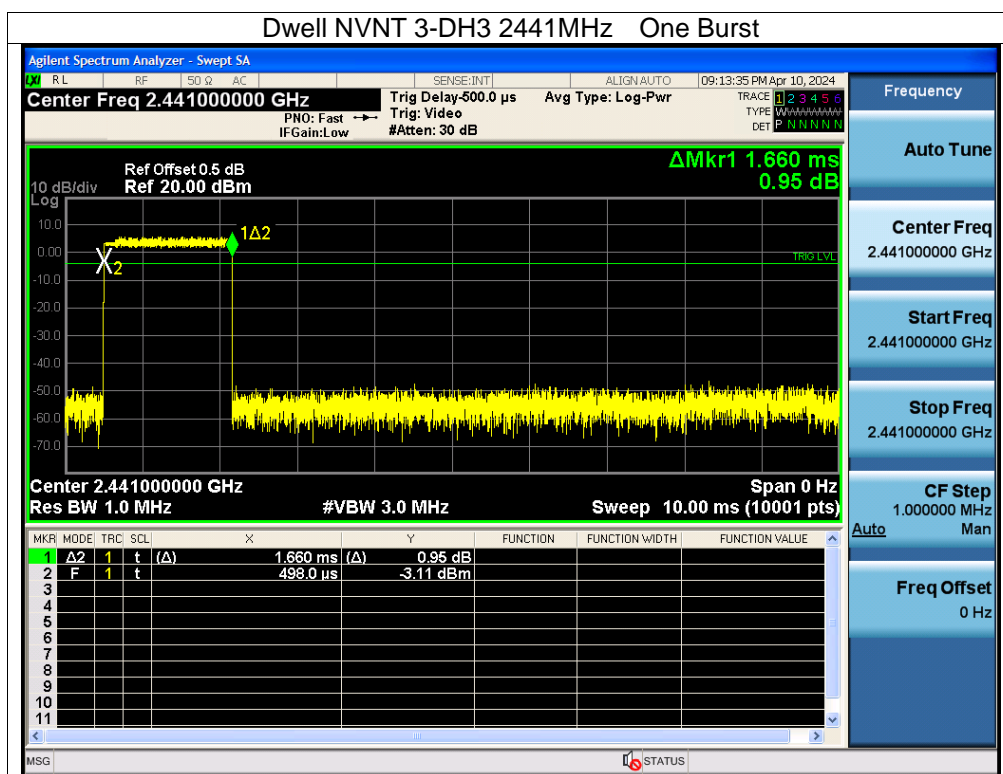 Dwell NVNT 3-DH3 2441MHz One Burst
Agilent Spectrum Analyzer - Swept SA
LXI RL RF 50 Ω AC SENSE:INT ALIGN AUTO 09:13:35 PM Apr 10, 2024
Center Freq 2.441000000 GHz Trig Delay-500.0 µs Avg Type: Log-Pwr TRACE 1 2 3 4 5 6
PNO: Fast Trig: Video TYPE WWWWWW
IFGain:Low #Atten: 30 dB DET P N N N N N
ΔMkr1 1.660 ms
0.95 dB
Ref Offset 0.5 dB
10 dB/div Ref 20.00 dBm
Log
10.0
0.00
-10.0
-20.0
-30.0
-40.0
-50.0
-60.0
-70.0
1Δ2
2
TRIG LVL
Center 2.441000000 GHz Span 0 Hz
Res BW 1.0 MHz #VBW 3.0 MHz Sweep 10.00 ms (10001 pts)
MKR MODE TRC SCL X Y FUNCTION FUNCTION WIDTH FUNCTION VALUE
1 Δ2 1 t (Δ) 1.660 ms (Δ) 0.95 dB
2 F 1 t 498.0 µs -3.11 dBm
3
4
5
6
7
8
9
10
11
MSG STATUS
Frequency
Auto Tune
Center Freq
2.441000000 GHz
Start Freq
2.441000000 GHz
Stop Freq
2.441000000 GHz
CF Step
1.000000 MHz
Auto Man
Freq Offset
0 Hz